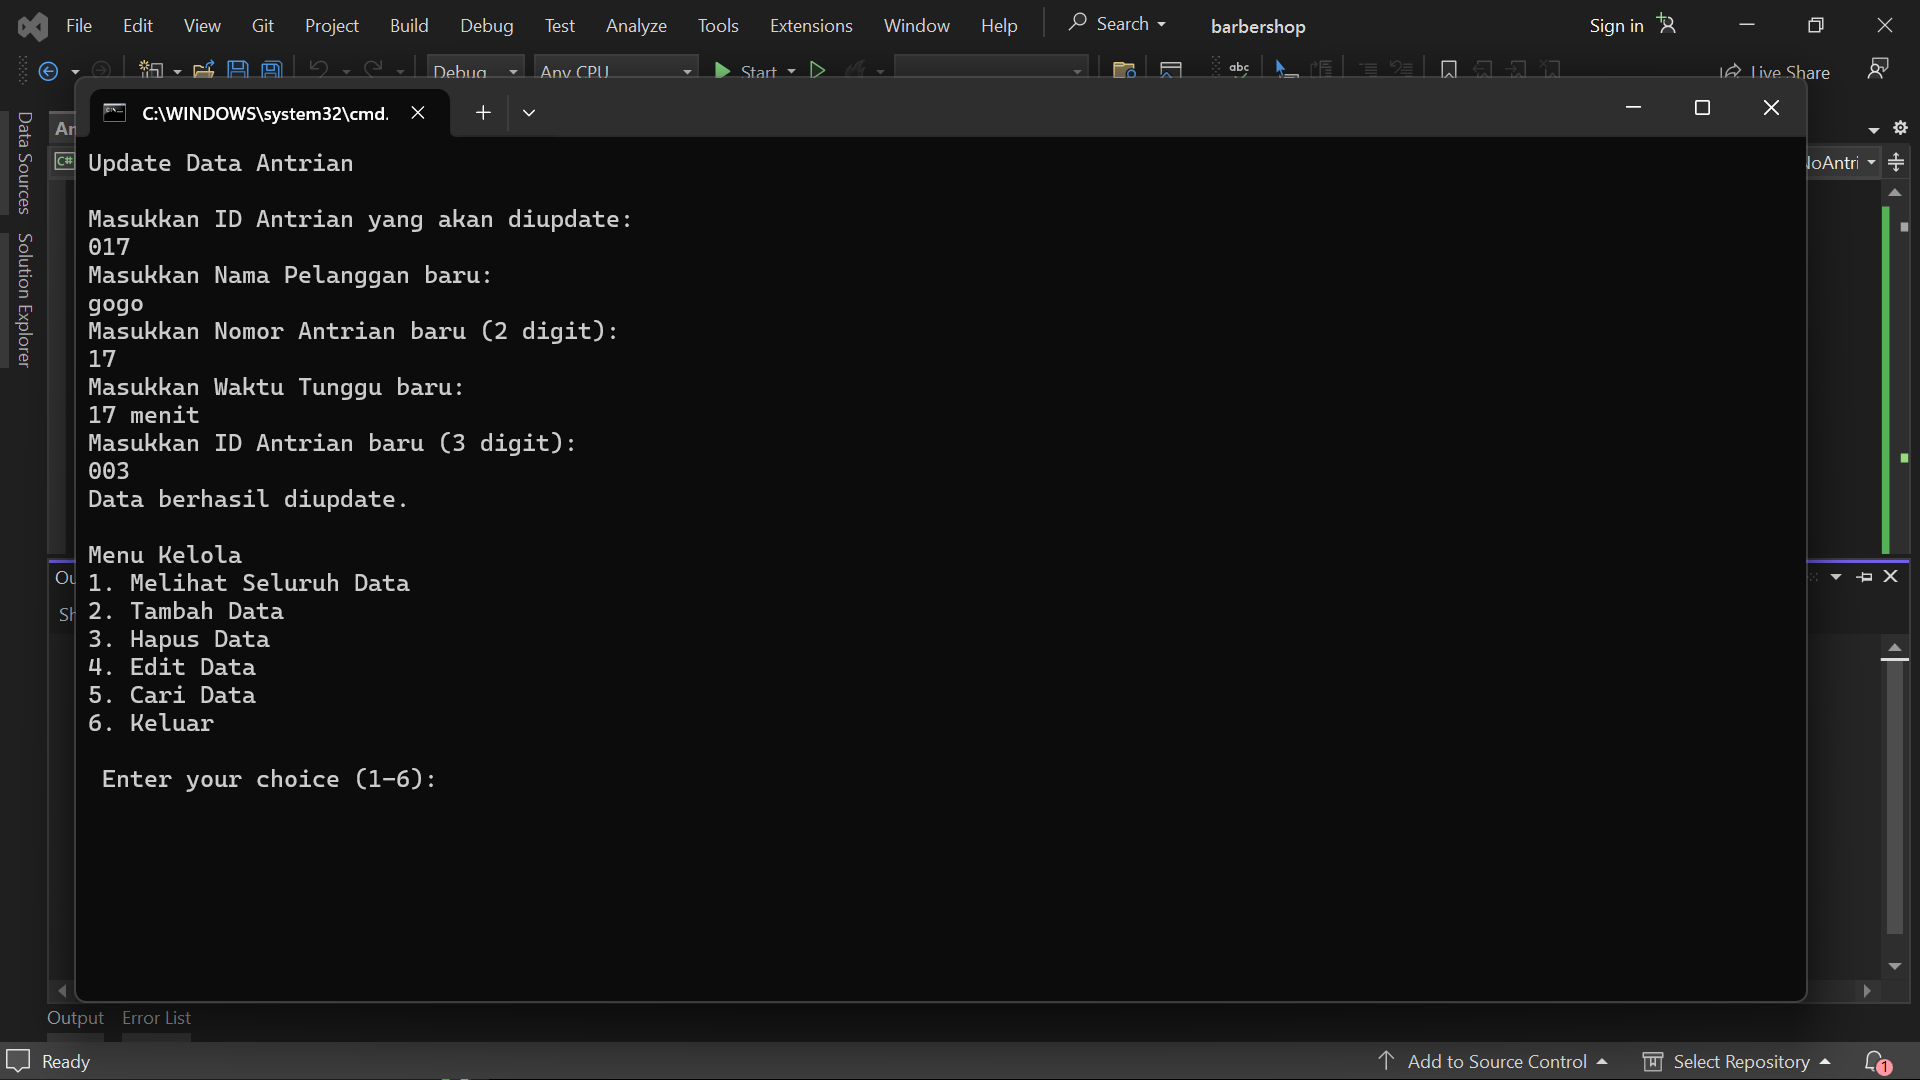 File Edit View Git Project Build Debug Test Analyze Tools Extensions Window Help Search barbershop Sign in
Debug Any CPU Start abc Live Share
C:\WINDOWS\system32\cmd.
Data Sources
Solution Explorer
C#
Update Data Antrian
Masukkan ID Antrian yang akan diupdate:
017
Masukkan Nama Pelanggan baru:
gogo
Masukkan Nomor Antrian baru (2 digit):
17
Masukkan Waktu Tunggu baru:
17 menit
Masukkan ID Antrian baru (3 digit):
003
Data berhasil diupdate.
Menu Kelola
1. Melihat Seluruh Data
2. Tambah Data
3. Hapus Data
4. Edit Data
5. Cari Data
6. Keluar
Enter your choice (1-6):
Output Error List
Ready Add to Source Control Select Repository 1